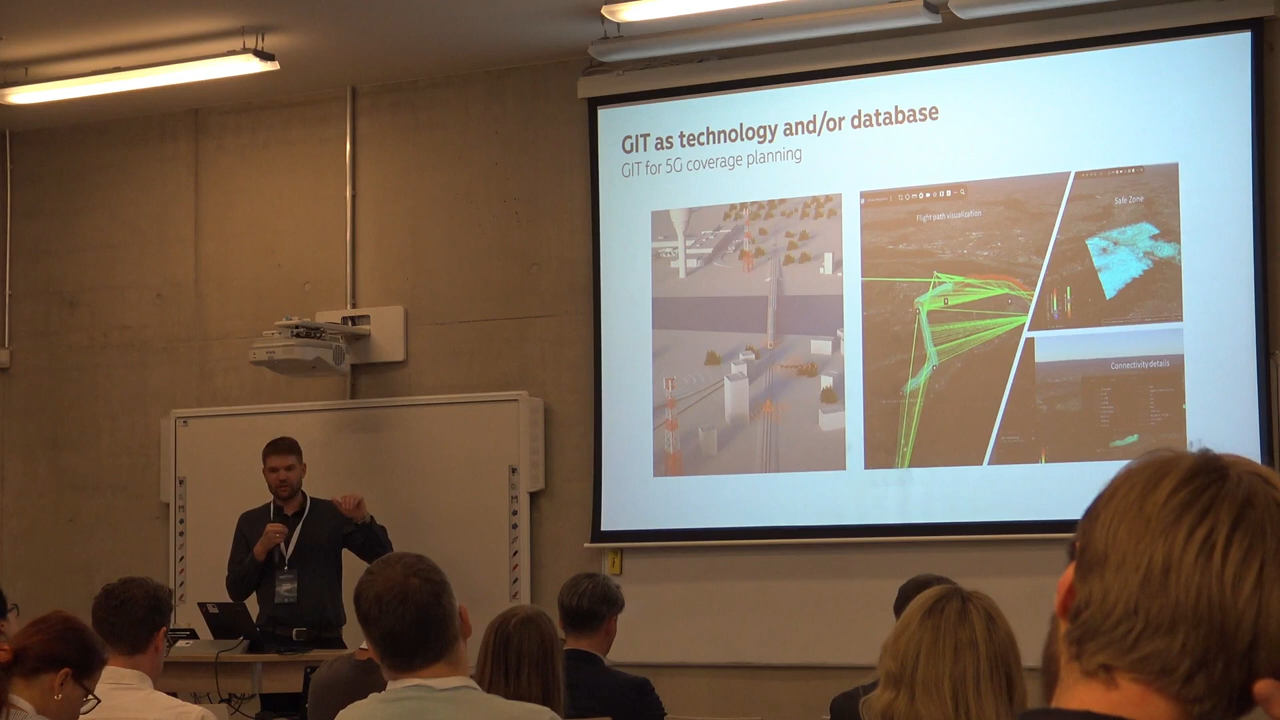 GIT as technology and/or database
GIT for 5G coverage planning
Flight path visualization
Safe Zone
Connectivity details